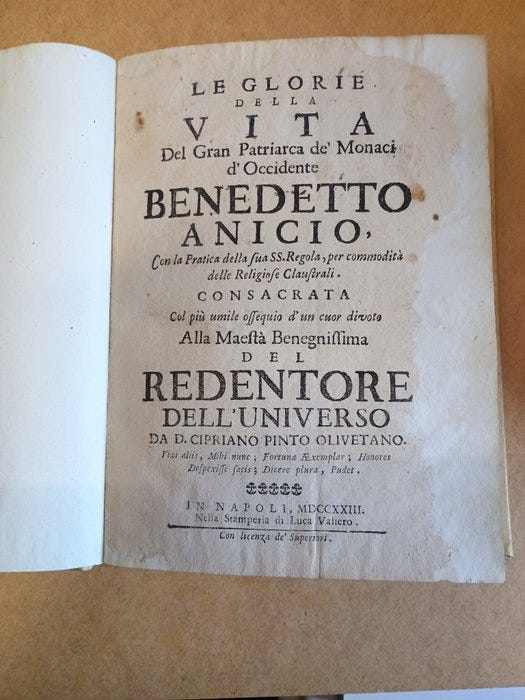 LE GLORIE
DELLA
VITA
Del Gran Patriarca de' Monaci
d'Occidente
BENEDETTO
ANICIO,
Con la Pratica della sua SS. Regola, per commodità
delle Religiose Claustrali.
CONSACRATA
Col più umile ossequio d'un cuor divoto
Alla Maestà Benegnissima
DEL
REDENTORE
DELL'UNIVERSO
DA D. CIPRIANO PINTO OLIVETANO.
Vixi aliis, Mihi nunc; Fortunæ Æxemplar; Honores
Despexisse satis; Dicere plura, Pudet.
IN NAPOLI, MDCCXXIII.
Nella Stamperia di Luca Valiero.
Con licenza de' Superiori.